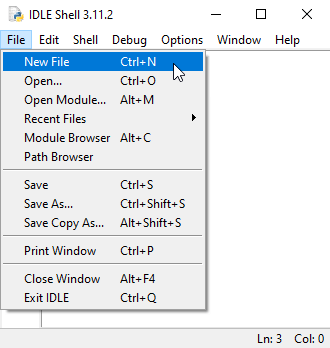 IDLE Shell 3.11.2
File Edit Shell Debug Options Window Help
New File Ctrl+N
Open... Ctrl+O
Open Module... Alt+M
Recent Files
Module Browser Alt+C
Path Browser
Save Ctrl+S
Save As... Ctrl+Shift+S
Save Copy As... Alt+Shift+S
Print Window Ctrl+P
Close Window Alt+F4
Exit IDLE Ctrl+Q
Ln: 3 Col: 0